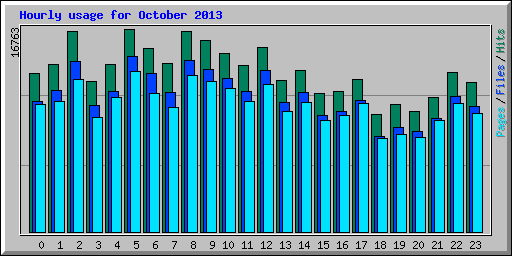 Hourly usage for October 2013
16763
Pages / Files / Hits
0 1 2 3 4 5 6 7 8 9 10 11 12 13 14 15 16 17 18 19 20 21 22 23